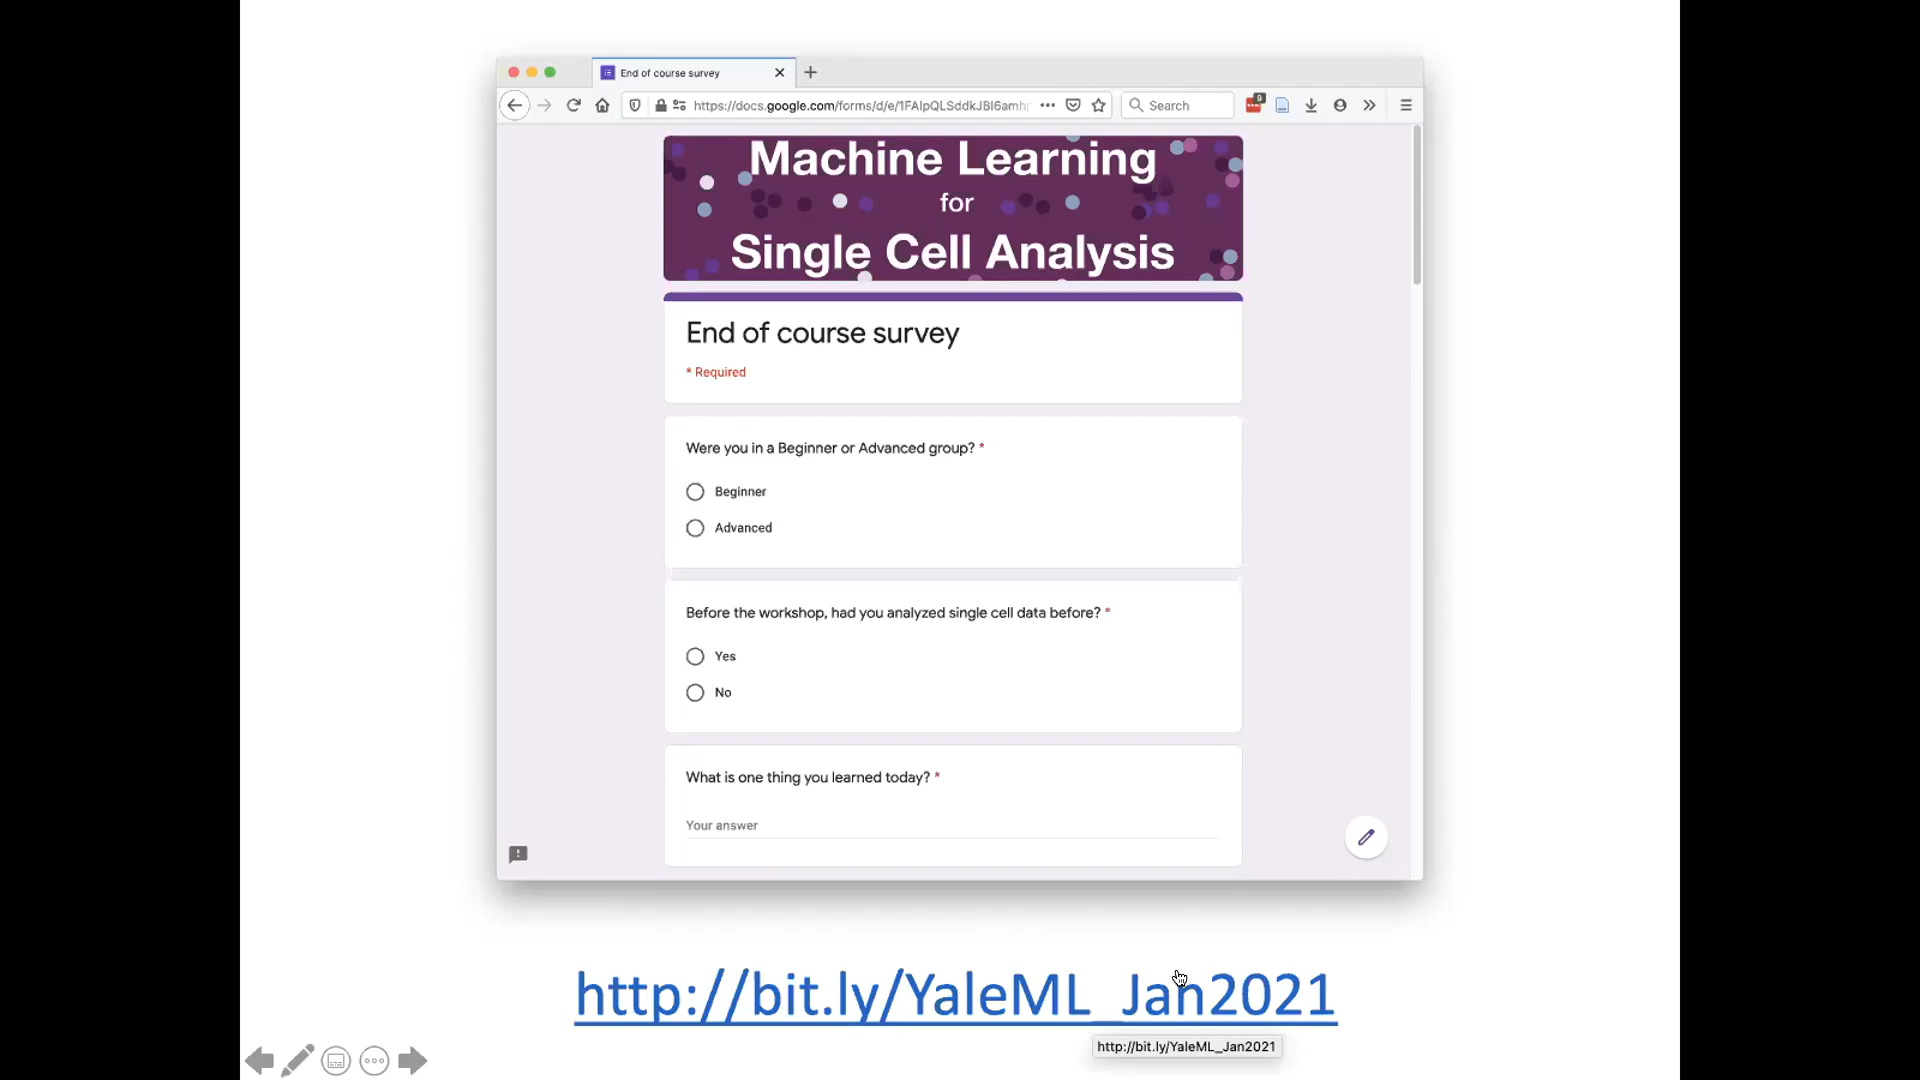 End of course survey
https://docs.google.com/forms/d/e/1FAIpQLSddkJBI6amh
Search
9
Machine Learning
for
Single Cell Analysis
End of course survey
* Required
Were you in a Beginner or Advanced group? *
Beginner
Advanced
Before the workshop, had you analyzed single cell data before? *
Yes
No
What is one thing you learned today? *
Your answer
http://bit.ly/YaleML_Jan2021
http://bit.ly/YaleML_Jan2021